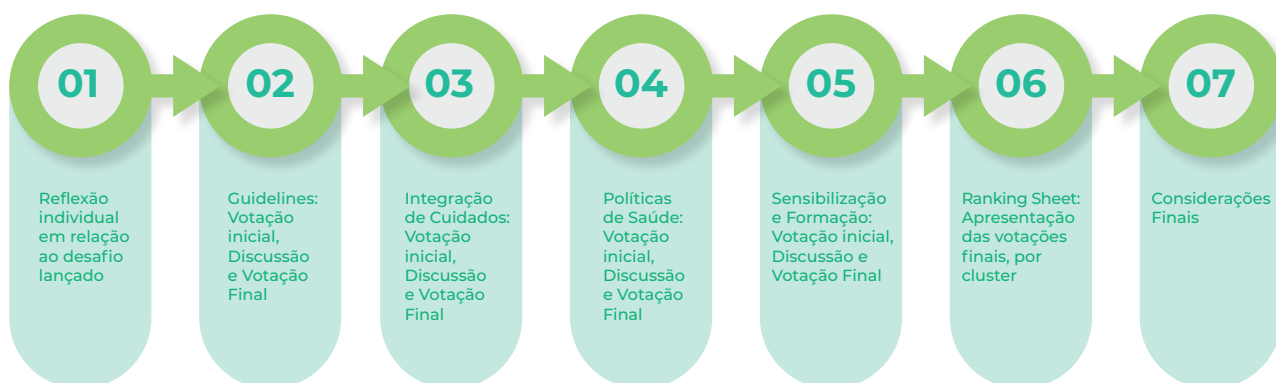 01
Reflexão
individual
em relação
ao desafio
lançado
02
Guidelines:
Votação
inicial,
Discussão
e Votação
Final
03
Integração
de Cuidados:
Votação
inicial,
Discussão
e Votação
Final
04
Políticas
de Saúde:
Votação
inicial,
Discussão
e Votação
Final
05
Sensibilização
e Formação:
Votação inicial,
Discussão e
Votação Final
06
Ranking Sheet:
Apresentação
das votações
finais, por
cluster
07
Considerações
Finais